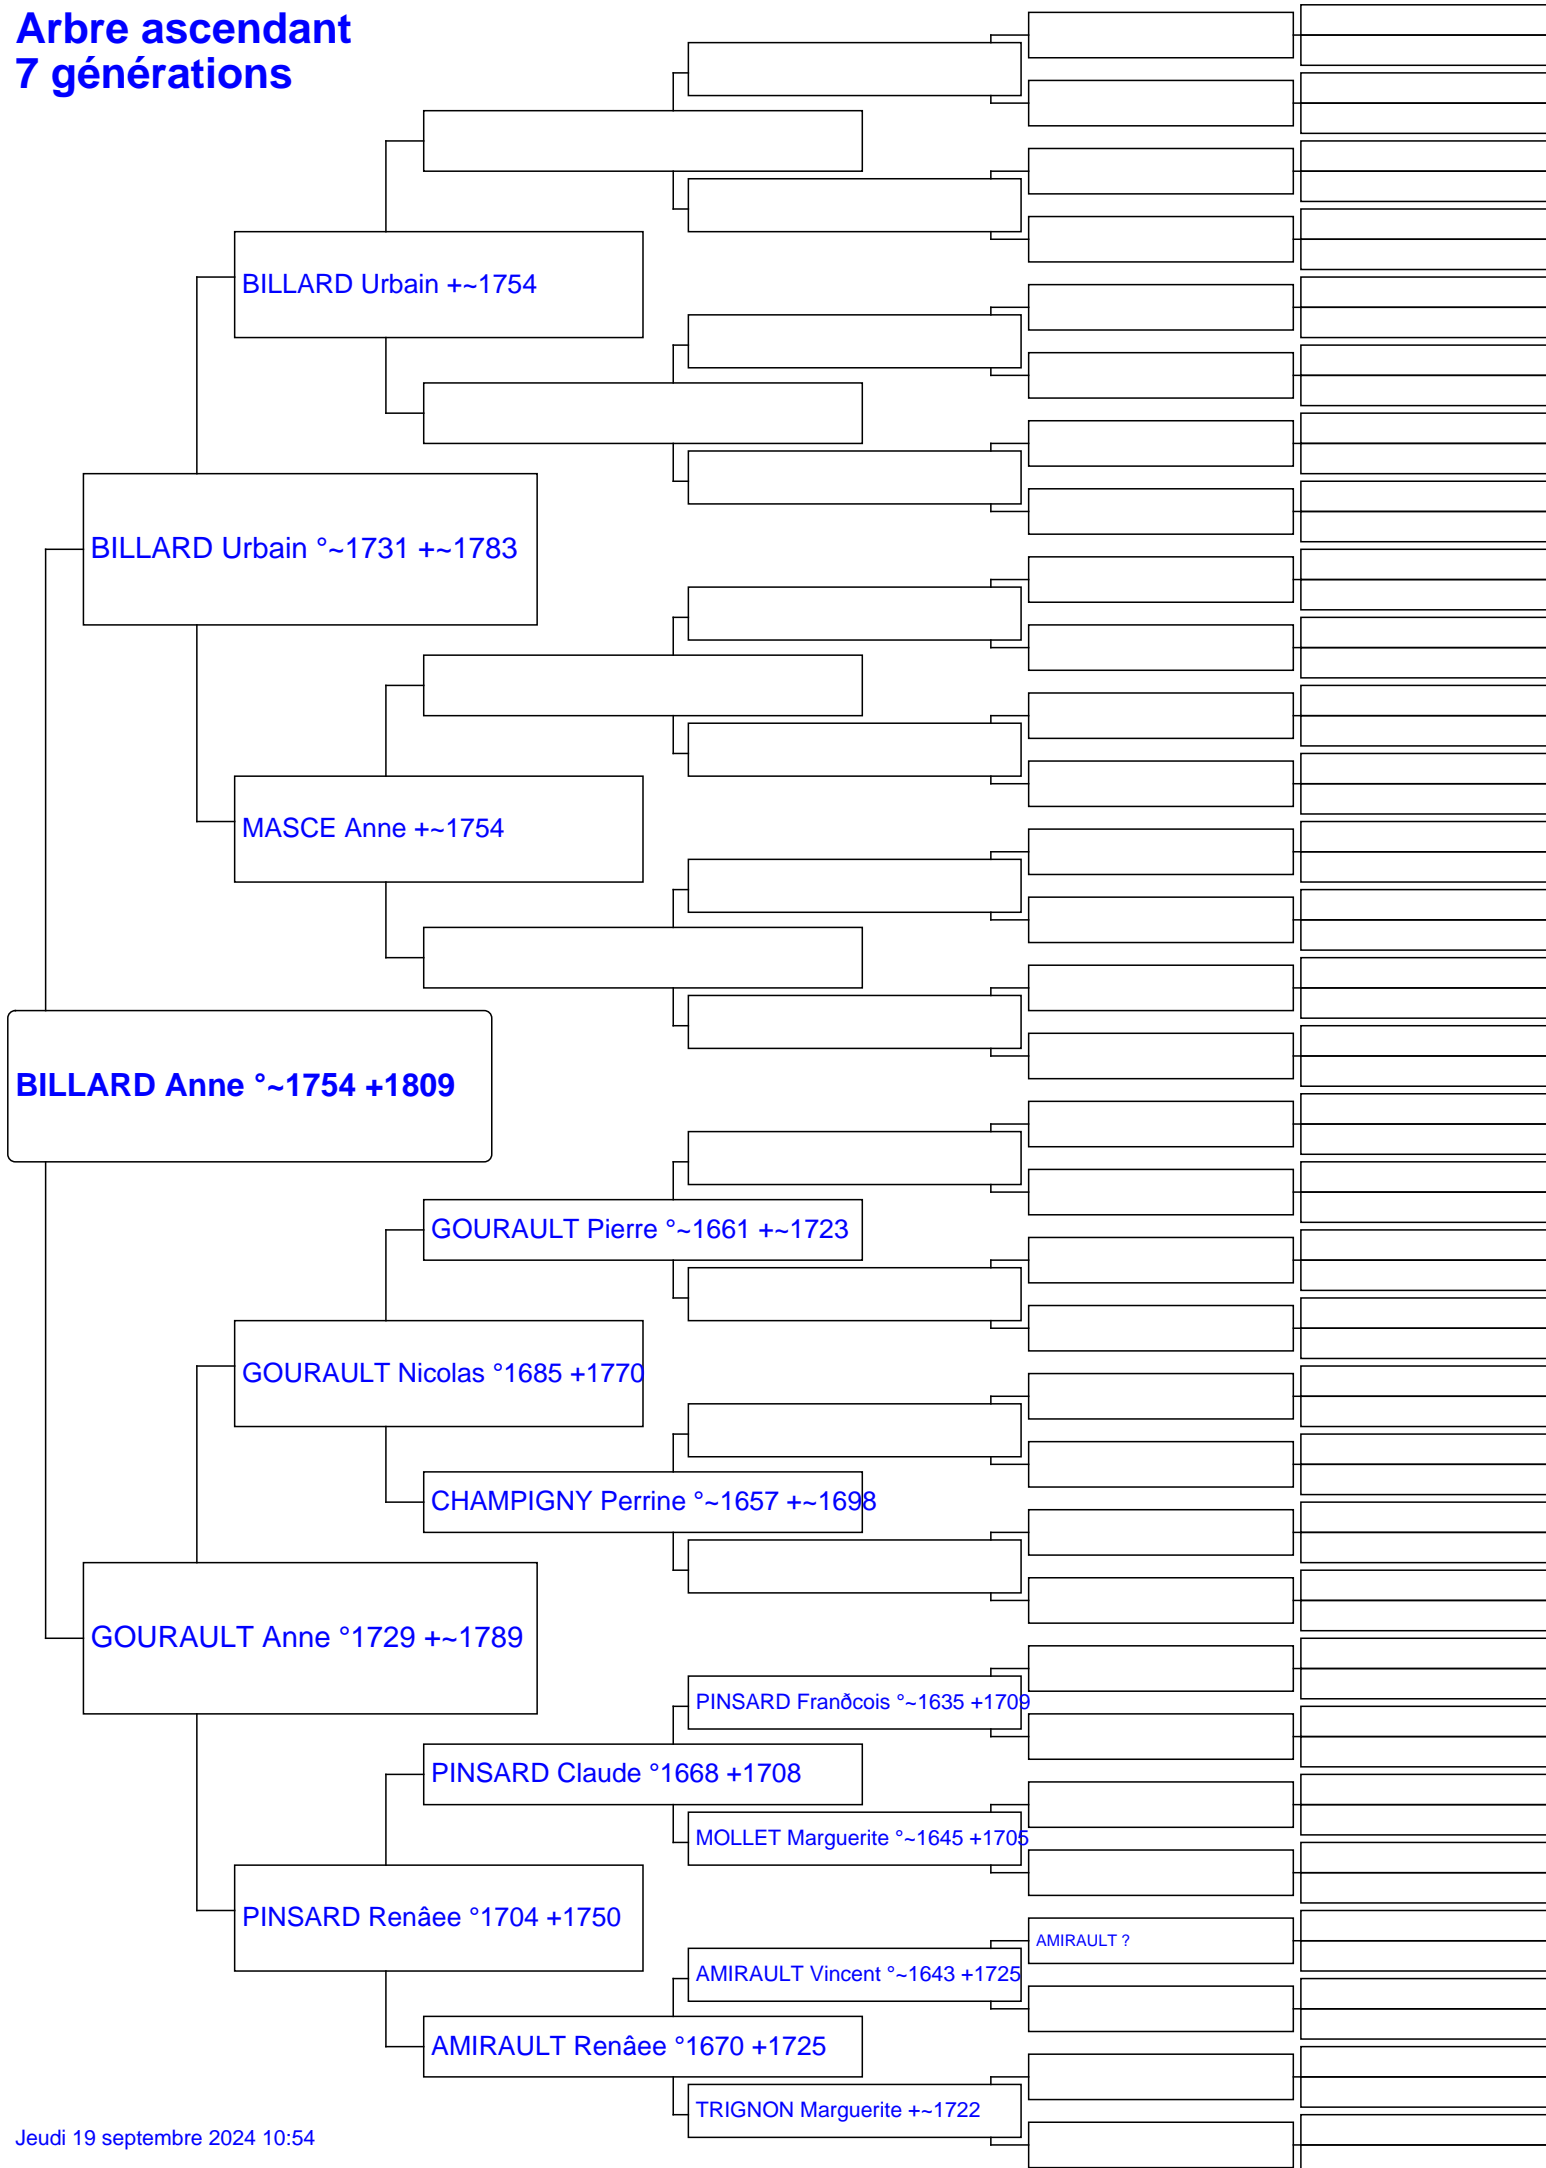 Arbre ascendant
7 générations
BILLARD Urbain +~1754
BILLARD Urbain °~1731 +~1783
MASCE Anne +~1754
BILLARD Anne °~1754 +1809
GOURAULT Pierre °~1661 +~1723
GOURAULT Nicolas °1685 +1770
CHAMPIGNY Perrine °~1657 +~1698
GOURAULT Anne °1729 +~1789
PINSARD Franðcois °~1635 +1709
PINSARD Claude °1668 +1708
MOLLET Marguerite °~1645 +1705
PINSARD Renâee °1704 +1750
AMIRAULT ?
AMIRAULT Vincent °~1643 +1725
AMIRAULT Renâee °1670 +1725
TRIGNON Marguerite +~1722
Jeudi 19 septembre 2024 10:54